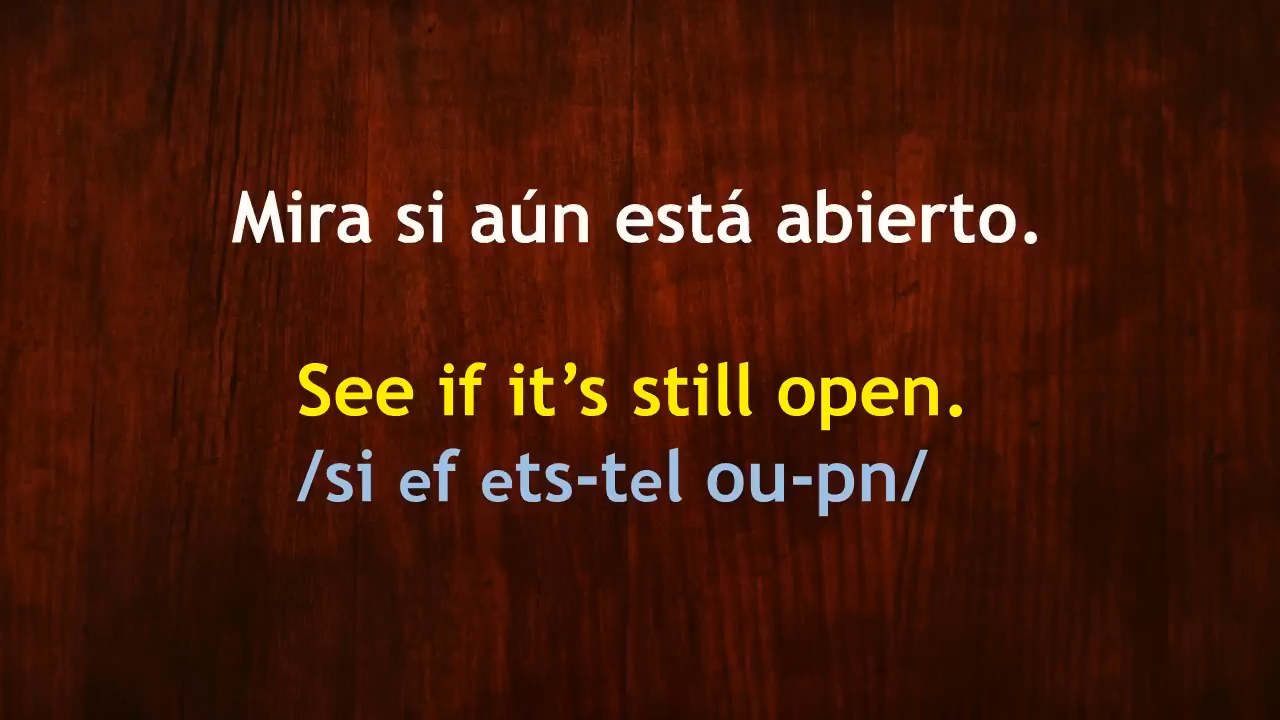 Mira si aún está abierto.
See if it’s still open.
/si ef ets-tel ou-pn/